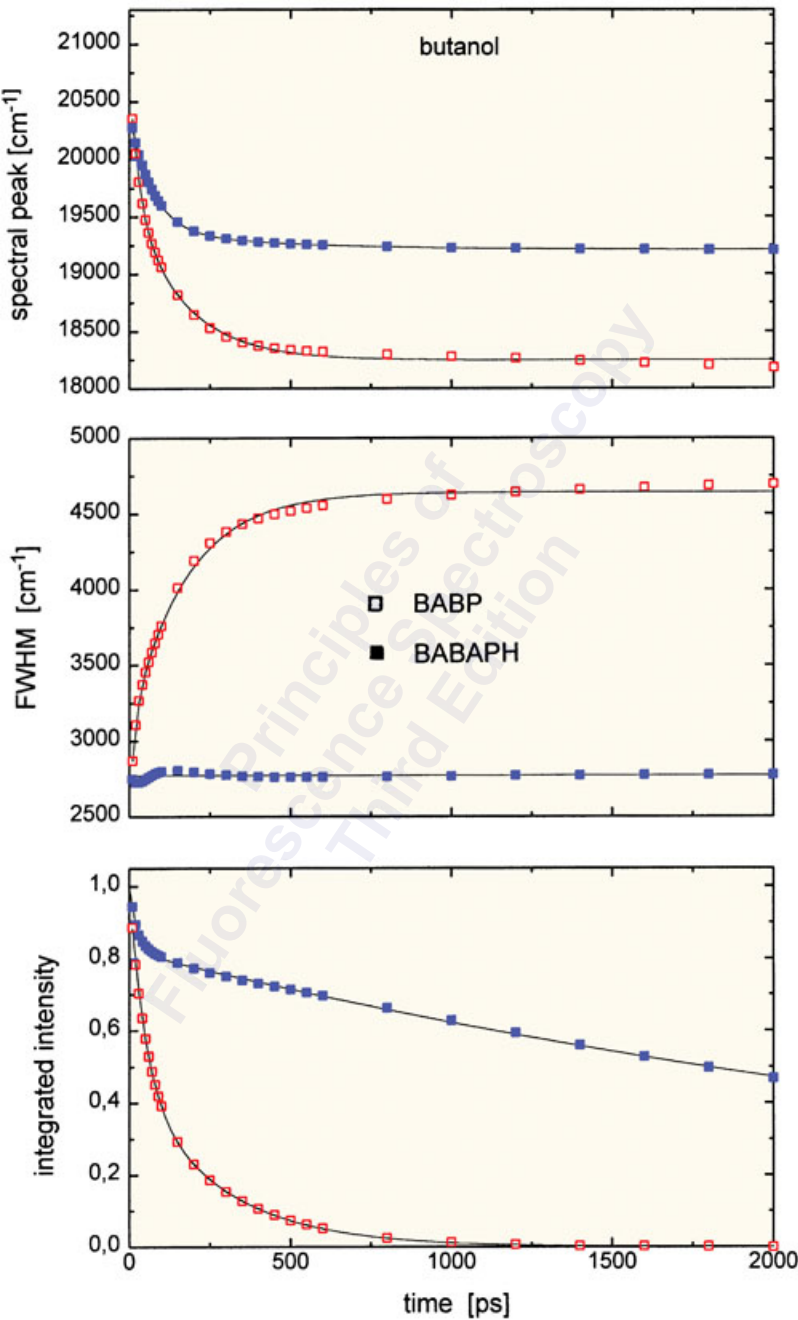 butanol
spectral peak [cm-1]
21000
20500
20000
19500
19000
18500
18000
FWHM [cm-1]
5000
4500
4000
3500
3000
2500
BABP
BABAPH
integrated intensity
1,0
0,8
0,6
0,4
0,2
0,0
0
500
1000
1500
2000
time [ps]
Principles of
Fluorescence Spectroscopy
Third Edition